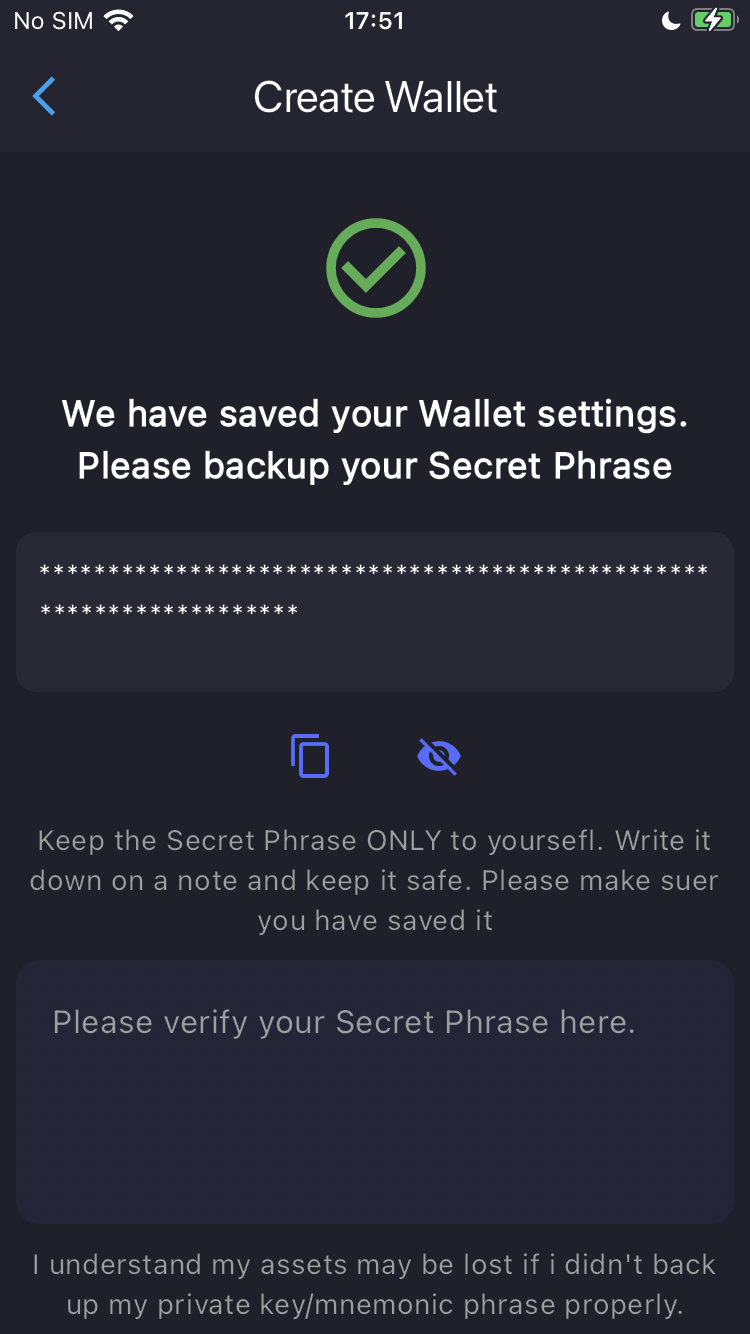 No SIM 17:51
Create Wallet
We have saved your Wallet settings.
Please backup your Secret Phrase
*************************************************
*******************
Keep the Secret Phrase ONLY to yoursefl. Write it
down on a note and keep it safe. Please make suer
you have saved it
Please verify your Secret Phrase here.
I understand my assets may be lost if i didn't back
up my private key/mnemonic phrase properly.